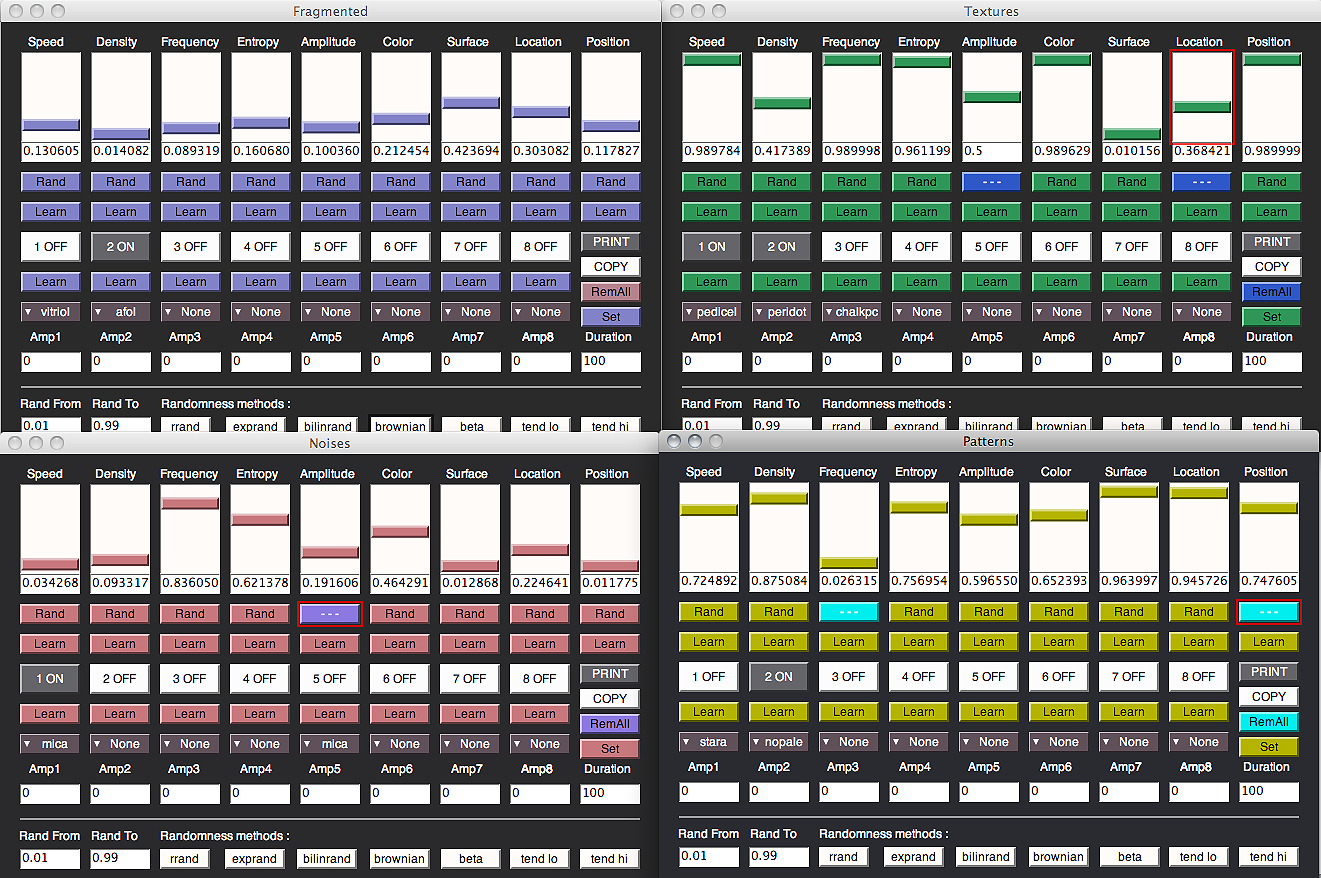 Fragmented
Speed Density Frequency Entropy Amplitude Color Surface Location Position
0.130605 0.014082 0.089319 0.160680 0.100360 0.212454 0.423694 0.303082 0.117827
Rand Rand Rand Rand Rand Rand Rand Rand Rand
Learn Learn Learn Learn Learn Learn Learn Learn Learn
1 OFF 2 ON 3 OFF 4 OFF 5 OFF 6 OFF 7 OFF 8 OFF PRINT
COPY
Learn Learn Learn Learn Learn Learn Learn Learn RemAll
vitriol afol None None None None None None Set
Amp1 Amp2 Amp3 Amp4 Amp5 Amp6 Amp7 Amp8 Duration
0 0 0 0 0 0 0 0 100
Rand From Rand To Randomness methods :
0.01 0.99 rrand exprand bilinrand brownian beta tend lo tend hi
Textures
Speed Density Frequency Entropy Amplitude Color Surface Location Position
0.989784 0.417389 0.989998 0.961199 0.5 0.989629 0.010156 0.368421 0.989999
Rand Rand Rand Rand --- Rand Rand --- Rand
Learn Learn Learn Learn Learn Learn Learn Learn Learn
1 ON 2 ON 3 OFF 4 OFF 5 OFF 6 OFF 7 OFF 8 OFF PRINT
COPY
Learn Learn Learn Learn Learn Learn Learn Learn RemAll
pedicel peridot chalkpc None None None None None Set
Amp1 Amp2 Amp3 Amp4 Amp5 Amp6 Amp7 Amp8 Duration
0 0 0 0 0 0 0 0 100
Rand From Rand To Randomness methods :
0.01 0.99 rrand exprand bilinrand brownian beta tend lo tend hi
Noises
Speed Density Frequency Entropy Amplitude Color Surface Location Position
0.034268 0.093317 0.836050 0.621378 0.191606 0.464291 0.012868 0.224641 0.011775
Rand Rand Rand Rand --- Rand Rand Rand Rand
Learn Learn Learn Learn Learn Learn Learn Learn Learn
1 ON 2 OFF 3 OFF 4 OFF 5 OFF 6 OFF 7 OFF 8 OFF PRINT
COPY
Learn Learn Learn Learn Learn Learn Learn Learn RemAll
mica None None None mica None None None Set
Amp1 Amp2 Amp3 Amp4 Amp5 Amp6 Amp7 Amp8 Duration
0 0 0 0 0 0 0 0 100
Rand From Rand To Randomness methods :
0.01 0.99 rrand exprand bilinrand brownian beta tend lo tend hi
Patterns
Speed Density Frequency Entropy Amplitude Color Surface Location Position
0.724892 0.875084 0.026315 0.756954 0.596550 0.652393 0.963997 0.945726 0.747605
Rand Rand --- Rand Rand Rand Rand Rand ---
Learn Learn Learn Learn Learn Learn Learn Learn Learn
1 OFF 2 ON 3 OFF 4 OFF 5 OFF 6 OFF 7 OFF 8 OFF PRINT
COPY
Learn Learn Learn Learn Learn Learn Learn Learn RemAll
stara nopale None None None None None None Set
Amp1 Amp2 Amp3 Amp4 Amp5 Amp6 Amp7 Amp8 Duration
0 0 0 0 0 0 0 0 100
Rand From Rand To Randomness methods :
0.01 0.99 rrand exprand bilinrand brownian beta tend lo tend hi